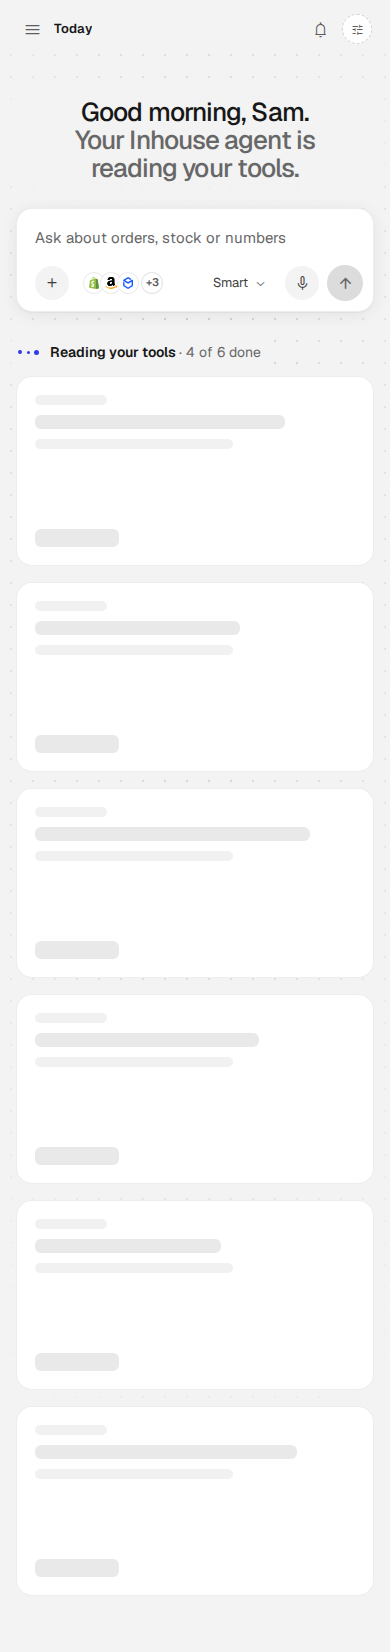 Today
Good morning, Sam.
Your Inhouse agent is
reading your tools.
Ask about orders, stock or numbers
+3
Smart
Reading your tools · 4 of 6 done